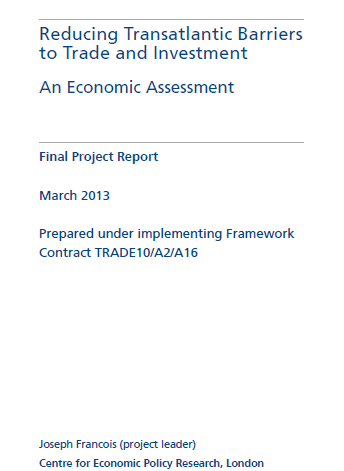 Reducing Transatlantic Barriers
to Trade and Investment
An Economic Assessment
Final Project Report
March 2013
Prepared under implementing Framework
Contract TRADE10/A2/A16
Joseph Francois (project leader)
Centre for Economic Policy Research, London